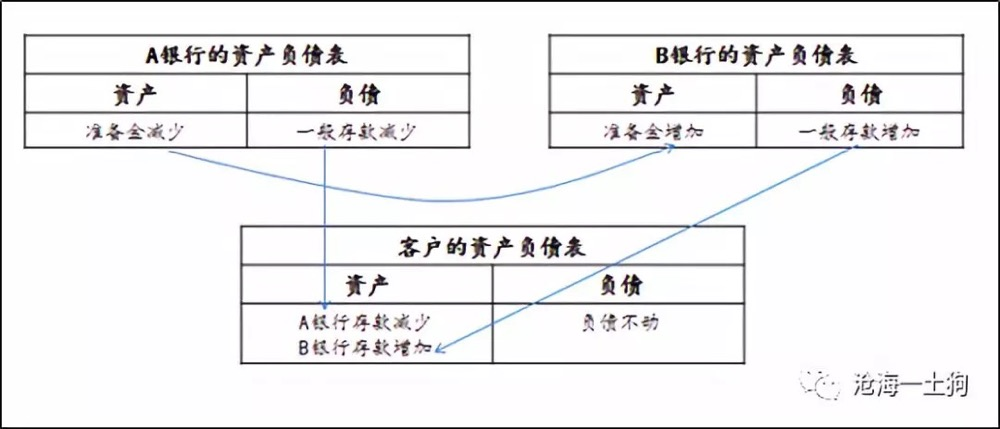 A银行的资产负债表
资产 负债
准备金减少 一般存款减少
B银行的资产负债表
资产 负债
准备金增加 一般存款增加
客户的资产负债表
资产 负债
A银行存款减少 负债不动
B银行存款增加
沧海一土狗